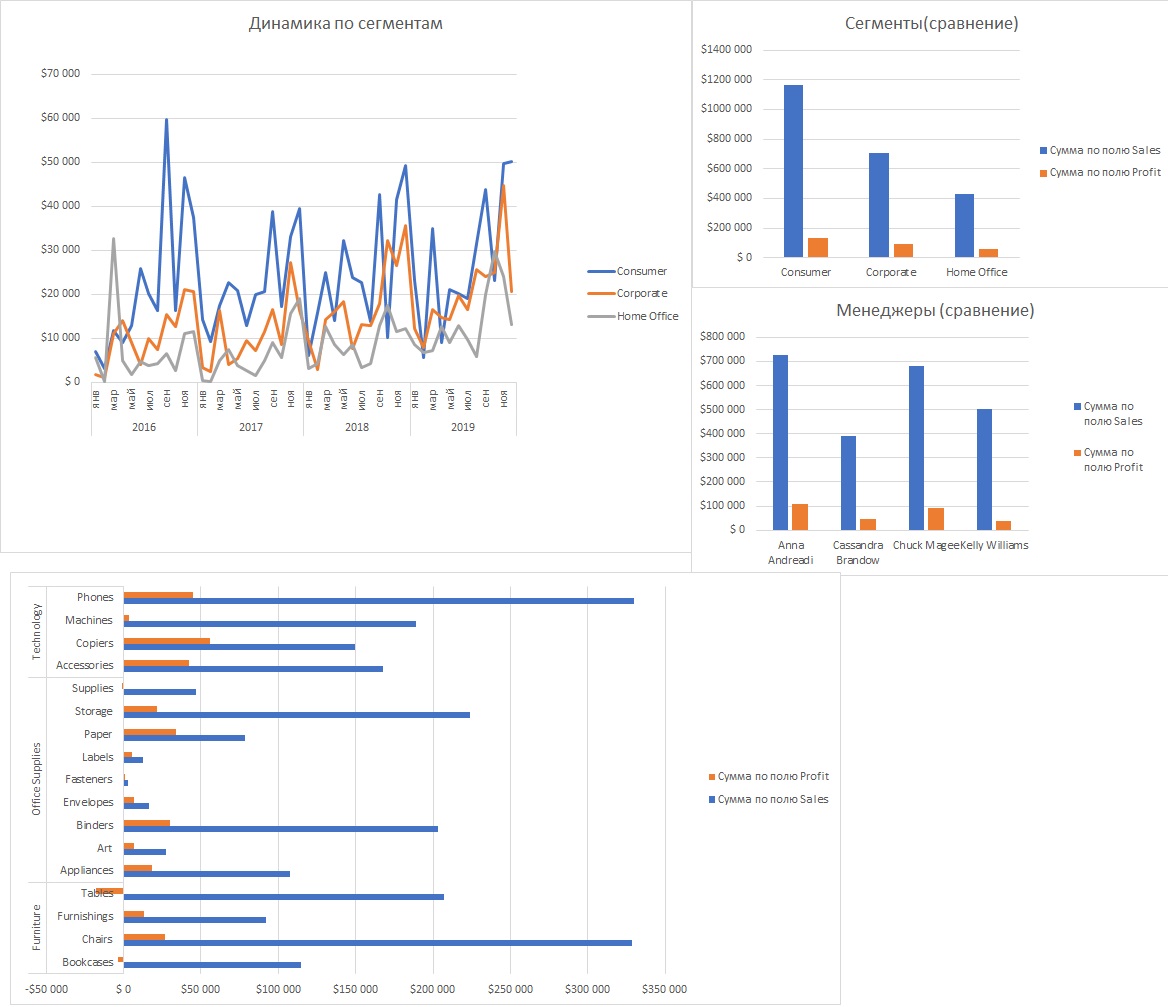 Динамика по сегментам
$70 000
$60 000
$50 000
$40 000
$30 000
$20 000
$10 000
$ 0
янв
мар
май
июл
сен
ноя
янв
мар
май
июл
сен
ноя
янв
мар
май
июл
сен
ноя
янв
мар
май
июл
сен
ноя
2016
2017
2018
2019
Consumer
Corporate
Home Office
Сегменты(сравнение)
$1400 000
$1200 000
$1000 000
$800 000
$600 000
$400 000
$200 000
$ 0
Consumer
Corporate
Home Office
Сумма по полю Sales
Сумма по полю Profit
Менеджеры (сравнение)
$800 000
$700 000
$600 000
$500 000
$400 000
$300 000
$200 000
$100 000
$ 0
Anna
Andreadi
Cassandra
Brandow
Chuck Magee
Kelly Williams
Сумма по
полю Sales
Сумма по
полю Profit
Technology
Phones
Machines
Copiers
Accessories
Office Supplies
Supplies
Storage
Paper
Labels
Fasteners
Envelopes
Binders
Art
Appliances
Furniture
Tables
Furnishings
Chairs
Bookcases
-$50 000
$ 0
$50 000
$100 000
$150 000
$200 000
$250 000
$300 000
$350 000
Сумма по полю Profit
Сумма по полю Sales